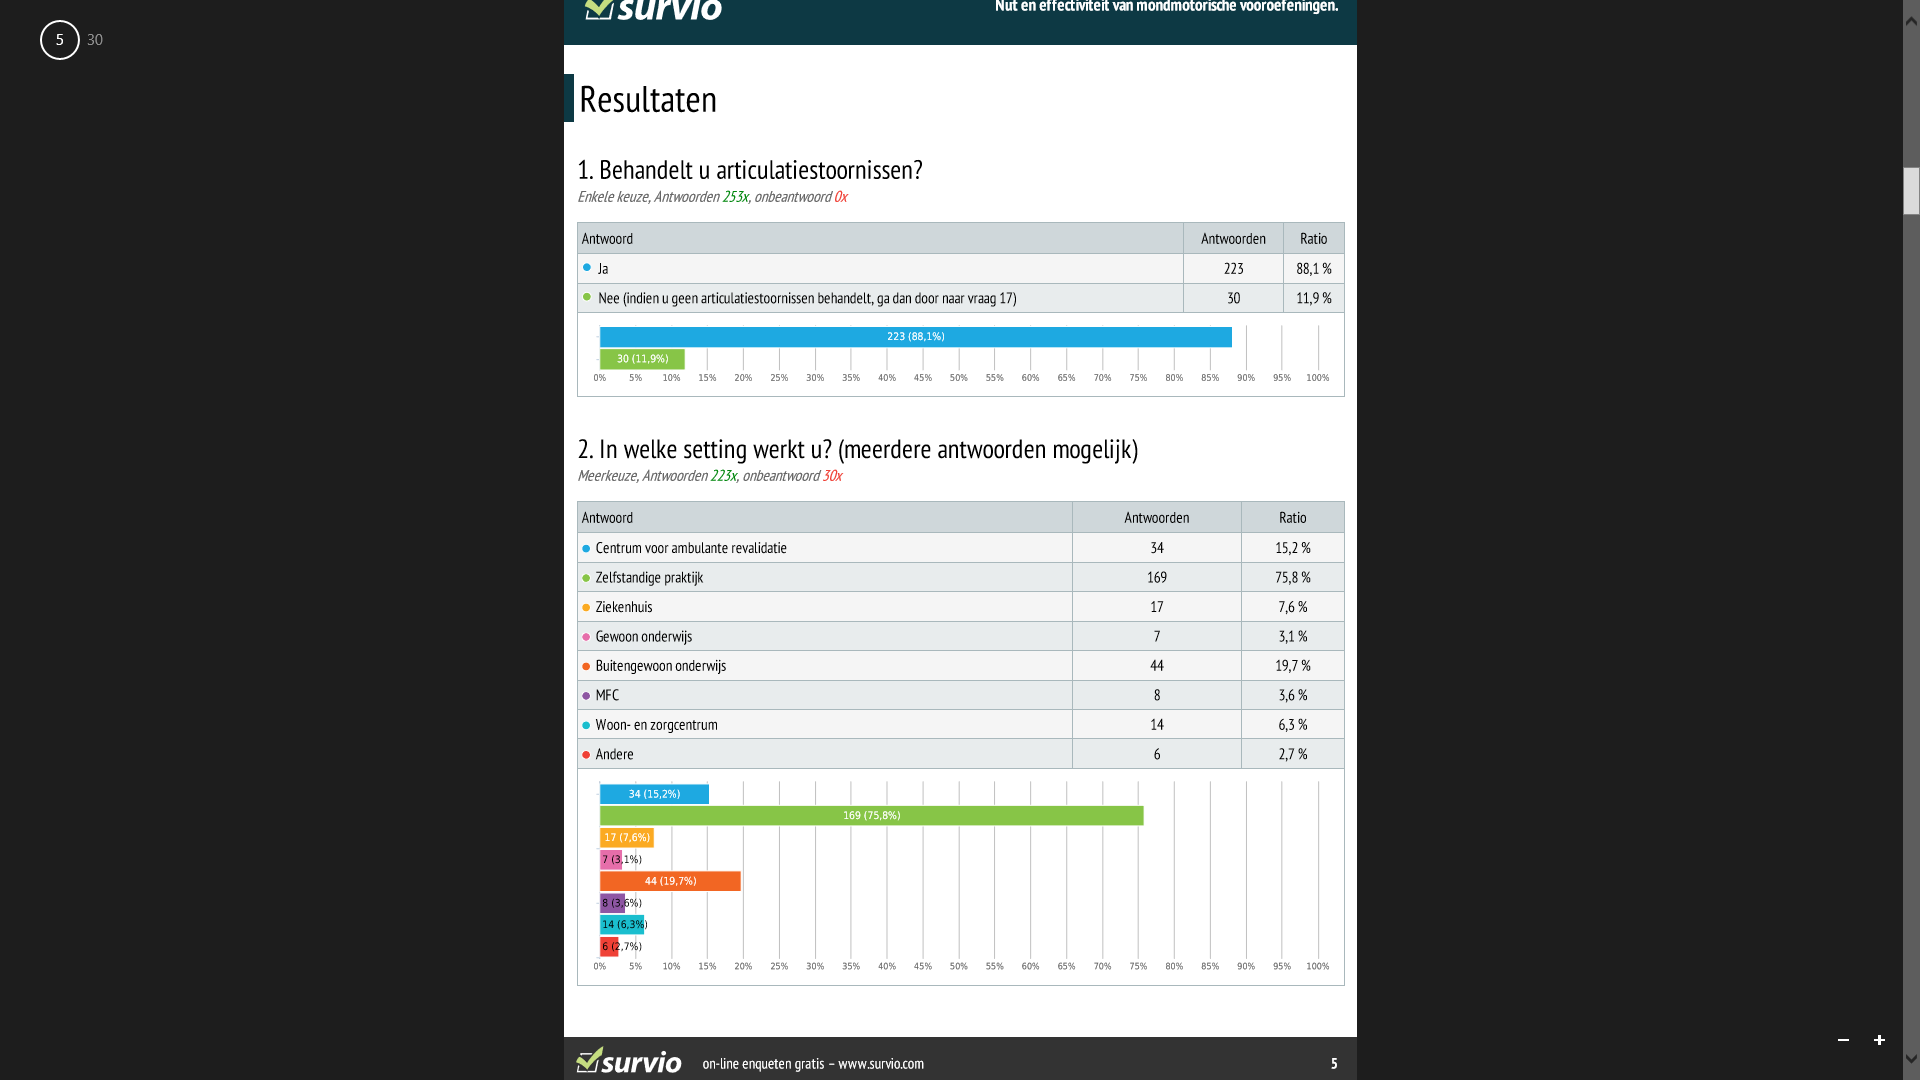 survio
Nut en effectiviteit van mondmotorische vooroefeningen.
5 30
Resultaten
1. Behandelt u articulatiestoornissen?
Enkele keuze, Antwoorden 253x, onbeantwoord 0x
Antwoord Antwoorden Ratio
Ja 223 88,1 %
Nee (indien u geen articulatiestoornissen behandelt, ga dan door naar vraag 17) 30 11,9 %
223 (88,1%)
30 (11,9%)
0% 5% 10% 15% 20% 25% 30% 35% 40% 45% 50% 55% 60% 65% 70% 75% 80% 85% 90% 95% 100%
2. In welke setting werkt u? (meerdere antwoorden mogelijk)
Meerkeuze, Antwoorden 223x, onbeantwoord 30x
Antwoord Antwoorden Ratio
Centrum voor ambulante revalidatie 34 15,2 %
Zelfstandige praktijk 169 75,8 %
Ziekenhuis 17 7,6 %
Gewoon onderwijs 7 3,1 %
Buitengewoon onderwijs 44 19,7 %
MFC 8 3,6 %
Woon- en zorgcentrum 14 6,3 %
Andere 6 2,7 %
34 (15,2%)
169 (75,8%)
17 (7,6%)
7 (3,1%)
44 (19,7%)
8 (3,6%)
14 (6,3%)
6 (2,7%)
0% 5% 10% 15% 20% 25% 30% 35% 40% 45% 50% 55% 60% 65% 70% 75% 80% 85% 90% 95% 100%
survio on-line enqueten gratis – www.survio.com 5